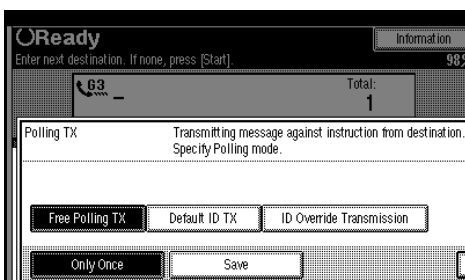 Ready
Information
Enter next destination. If none, press [Start].
98%
G3
Total:
1
Polling TX
Transmitting message against instruction from destination.
Specify Polling mode.
Free Polling TX
Default ID TX
ID Override Transmission
Only Once
Save